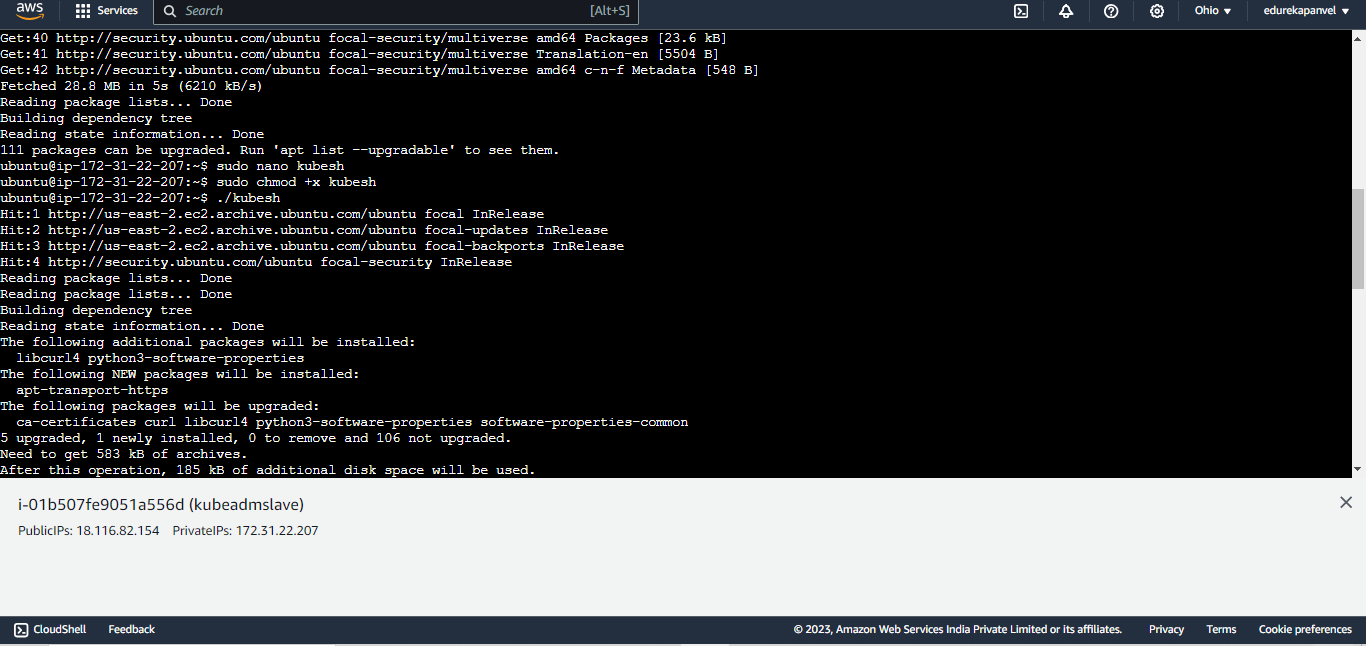 aws Services Search [Alt+S] Ohio edurekapanvel
Get:40 http://security.ubuntu.com/ubuntu focal-security/multiverse amd64 Packages [23.6 kB]
Get:41 http://security.ubuntu.com/ubuntu focal-security/multiverse Translation-en [5504 B]
Get:42 http://security.ubuntu.com/ubuntu focal-security/multiverse amd64 c-n-f Metadata [548 B]
Fetched 28.8 MB in 5s (6210 kB/s)
Reading package lists... Done
Building dependency tree
Reading state information... Done
111 packages can be upgraded. Run 'apt list --upgradable' to see them.
ubuntu@ip-172-31-22-207:~$ sudo nano kubesh
ubuntu@ip-172-31-22-207:~$ sudo chmod +x kubesh
ubuntu@ip-172-31-22-207:~$ ./kubesh
Hit:1 http://us-east-2.ec2.archive.ubuntu.com/ubuntu focal InRelease
Hit:2 http://us-east-2.ec2.archive.ubuntu.com/ubuntu focal-updates InRelease
Hit:3 http://us-east-2.ec2.archive.ubuntu.com/ubuntu focal-backports InRelease
Hit:4 http://security.ubuntu.com/ubuntu focal-security InRelease
Reading package lists... Done
Reading package lists... Done
Building dependency tree
Reading state information... Done
The following additional packages will be installed:
  libcurl4 python3-software-properties
The following NEW packages will be installed:
  apt-transport-https
The following packages will be upgraded:
  ca-certificates curl libcurl4 python3-software-properties software-properties-common
5 upgraded, 1 newly installed, 0 to remove and 106 not upgraded.
Need to get 583 kB of archives.
After this operation, 185 kB of additional disk space will be used.
i-01b507fe9051a556d (kubeadmslave)
PublicIPs: 18.116.82.154 PrivateIPs: 172.31.22.207
CloudShell Feedback © 2023, Amazon Web Services India Private Limited or its affiliates. Privacy Terms Cookie preferences